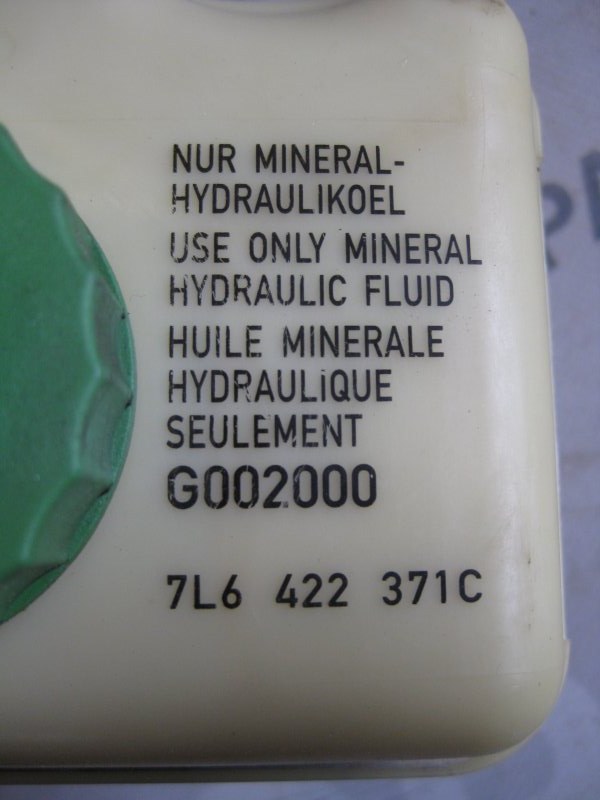 NUR MINERAL-
HYDRAULIKOEL
USE ONLY MINERAL
HYDRAULIC FLUID
HUILE MINERALE
HYDRAULiQUE
SEULEMENT
G002000
7L6 422 371C